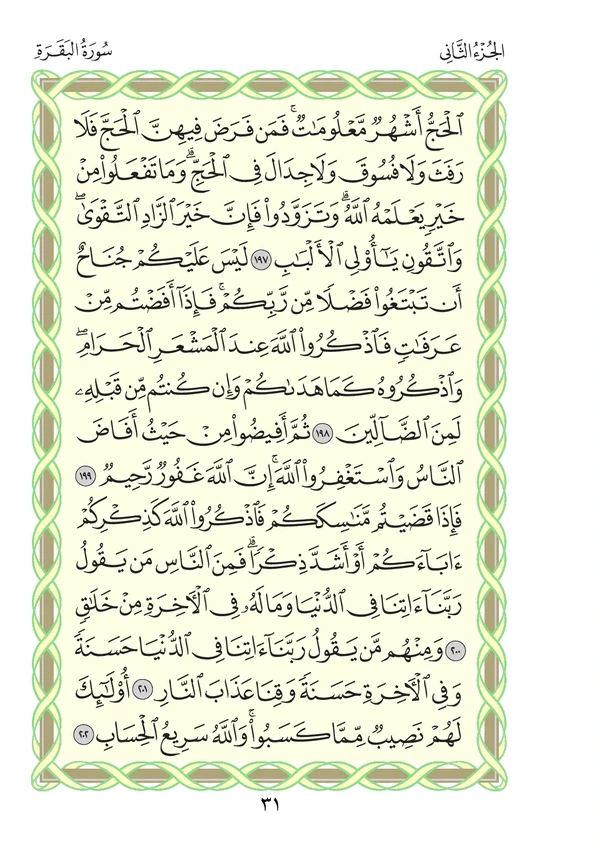 الجُزْءُ الثَّانِي
سُورَةُ البَقَرَةِ
ٱلْحَجُّ أَشْهُرٌ مَّعْلُومَٰتٌ ۚ فَمَن فَرَضَ فِيهِنَّ ٱلْحَجَّ فَلَا
رَفَثَ وَلَا فُسُوقَ وَلَا جِدَالَ فِى ٱلْحَجِّ ۗ وَمَا تَفْعَلُوا۟ مِنْ
خَيْرٍ يَعْلَمْهُ ٱللَّهُ ۗ وَتَزَوَّدُوا۟ فَإِنَّ خَيْرَ ٱلزَّادِ ٱلتَّقْوَىٰ ۖ
وَٱتَّقُونِ يَٰٓأُو۟لِى ٱلْأَلْبَٰبِ ١٩٧ لَيْسَ عَلَيْكُمْ جُنَاحٌ
أَن تَبْتَغُوا۟ فَضْلًا مِّن رَّبِّكُمْ ۚ فَإِذَآ أَفَضْتُم مِّنْ
عَرَفَٰتٍ فَٱذْكُرُوا۟ ٱللَّهَ عِندَ ٱلْمَشْعَرِ ٱلْحَرَامِ ۖ
وَٱذْكُرُوهُ كَمَا هَدَىٰكُمْ وَإِن كُنتُم مِّن قَبْلِهِۦ
لَمِنَ ٱلضَّآلِّينَ ١٩٨ ثُمَّ أَفِيضُوا۟ مِنْ حَيْثُ أَفَاضَ
ٱلنَّاسُ وَٱسْتَغْفِرُوا۟ ٱللَّهَ ۚ إِنَّ ٱللَّهَ غَفُورٌ رَّحِيمٌ ١٩٩
فَإِذَا قَضَيْتُم مَّنَٰسِكَكُمْ فَٱذْكُرُوا۟ ٱللَّهَ كَذِكْرِكُمْ
ءَابَآءَكُمْ أَوْ أَشَدَّ ذِكْرًا ۗ فَمِنَ ٱلنَّاسِ مَن يَقُولُ
رَبَّنَآ ءَاتِنَا فِى ٱلدُّنْيَا وَمَا لَهُۥ فِى ٱلْءَاخِرَةِ مِنْ خَلَٰقٍ
٢٠٠ وَمِنْهُم مَّن يَقُولُ رَبَّنَآ ءَاتِنَا فِى ٱلدُّنْيَا حَسَنَةً
وَفِى ٱلْءَاخِرَةِ حَسَنَةً وَقِنَا عَذَابَ ٱلنَّارِ ٢٠١ أُو۟لَٰٓئِكَ
لَهُمْ نَصِيبٌ مِّمَّا كَسَبُوا۟ ۚ وَٱللَّهُ سَرِيعُ ٱلْحِسَابِ ٢٠٢
٣١